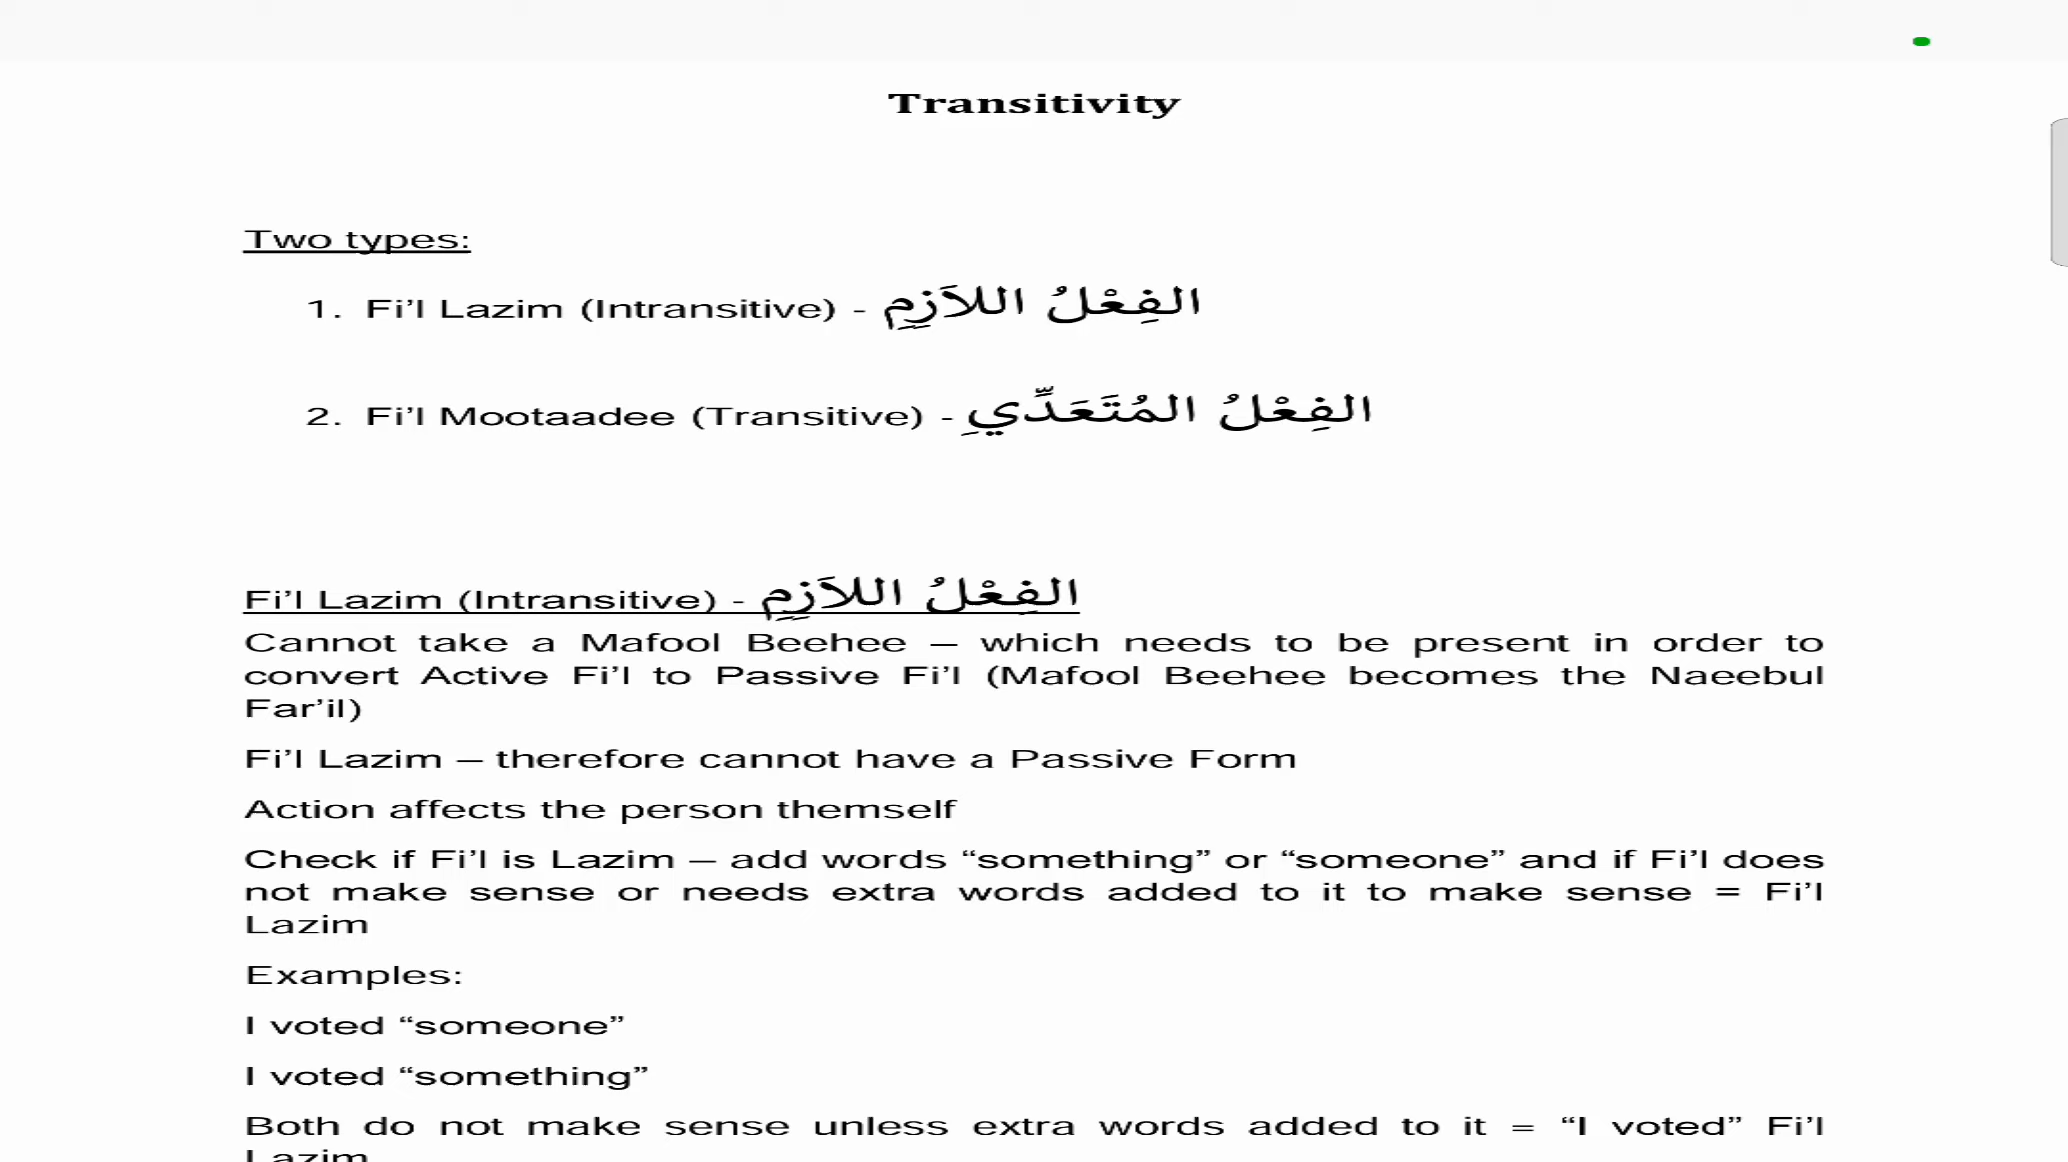 Transitivity
Two types:
1. Fi’l Lazim (Intransitive) - الفِعْلُ اللاَزِمِ
2. Fi’l Mootaadee (Transitive) - الفِعْلُ المُتَعَدِّيِ
Fi’l Lazim (Intransitive) - الفِعْلُ اللاَزِمِ
Cannot take a Mafool Beehee – which needs to be present in order to
convert Active Fi’l to Passive Fi’l (Mafool Beehee becomes the Naeebul
Far’il)
Fi’l Lazim – therefore cannot have a Passive Form
Action affects the person themself
Check if Fi’l is Lazim – add words “something” or “someone” and if Fi’l does
not make sense or needs extra words added to it to make sense = Fi’l
Lazim
Examples:
I voted “someone”
I voted “something”
Both do not make sense unless extra words added to it = “I voted” Fi’l
Lazim